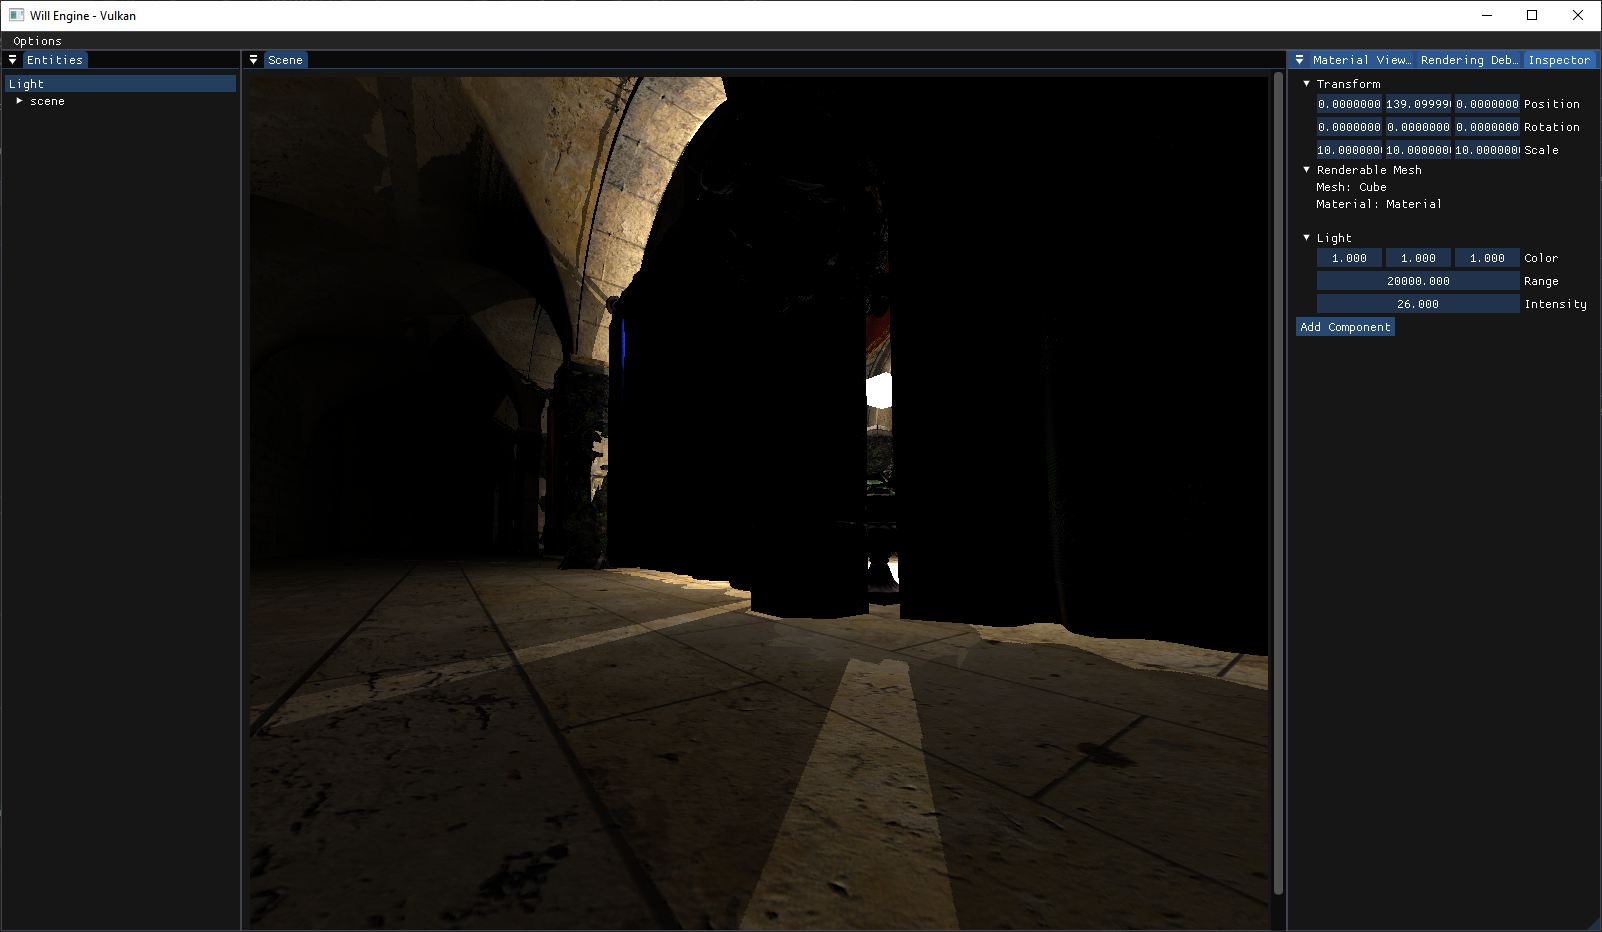 Will Engine - Vulkan
Options
Entities
Light
scene
Scene
Material View… Rendering Deb… Inspector
Transform
0.0000000 139.09999 0.0000000 Position
0.0000000 0.0000000 0.0000000 Rotation
10.000000 10.000000 10.000000 Scale
Renderable Mesh
Mesh: Cube
Material: Material
Light
1.000 1.000 1.000 Color
20000.000 Range
26.000 Intensity
Add Component